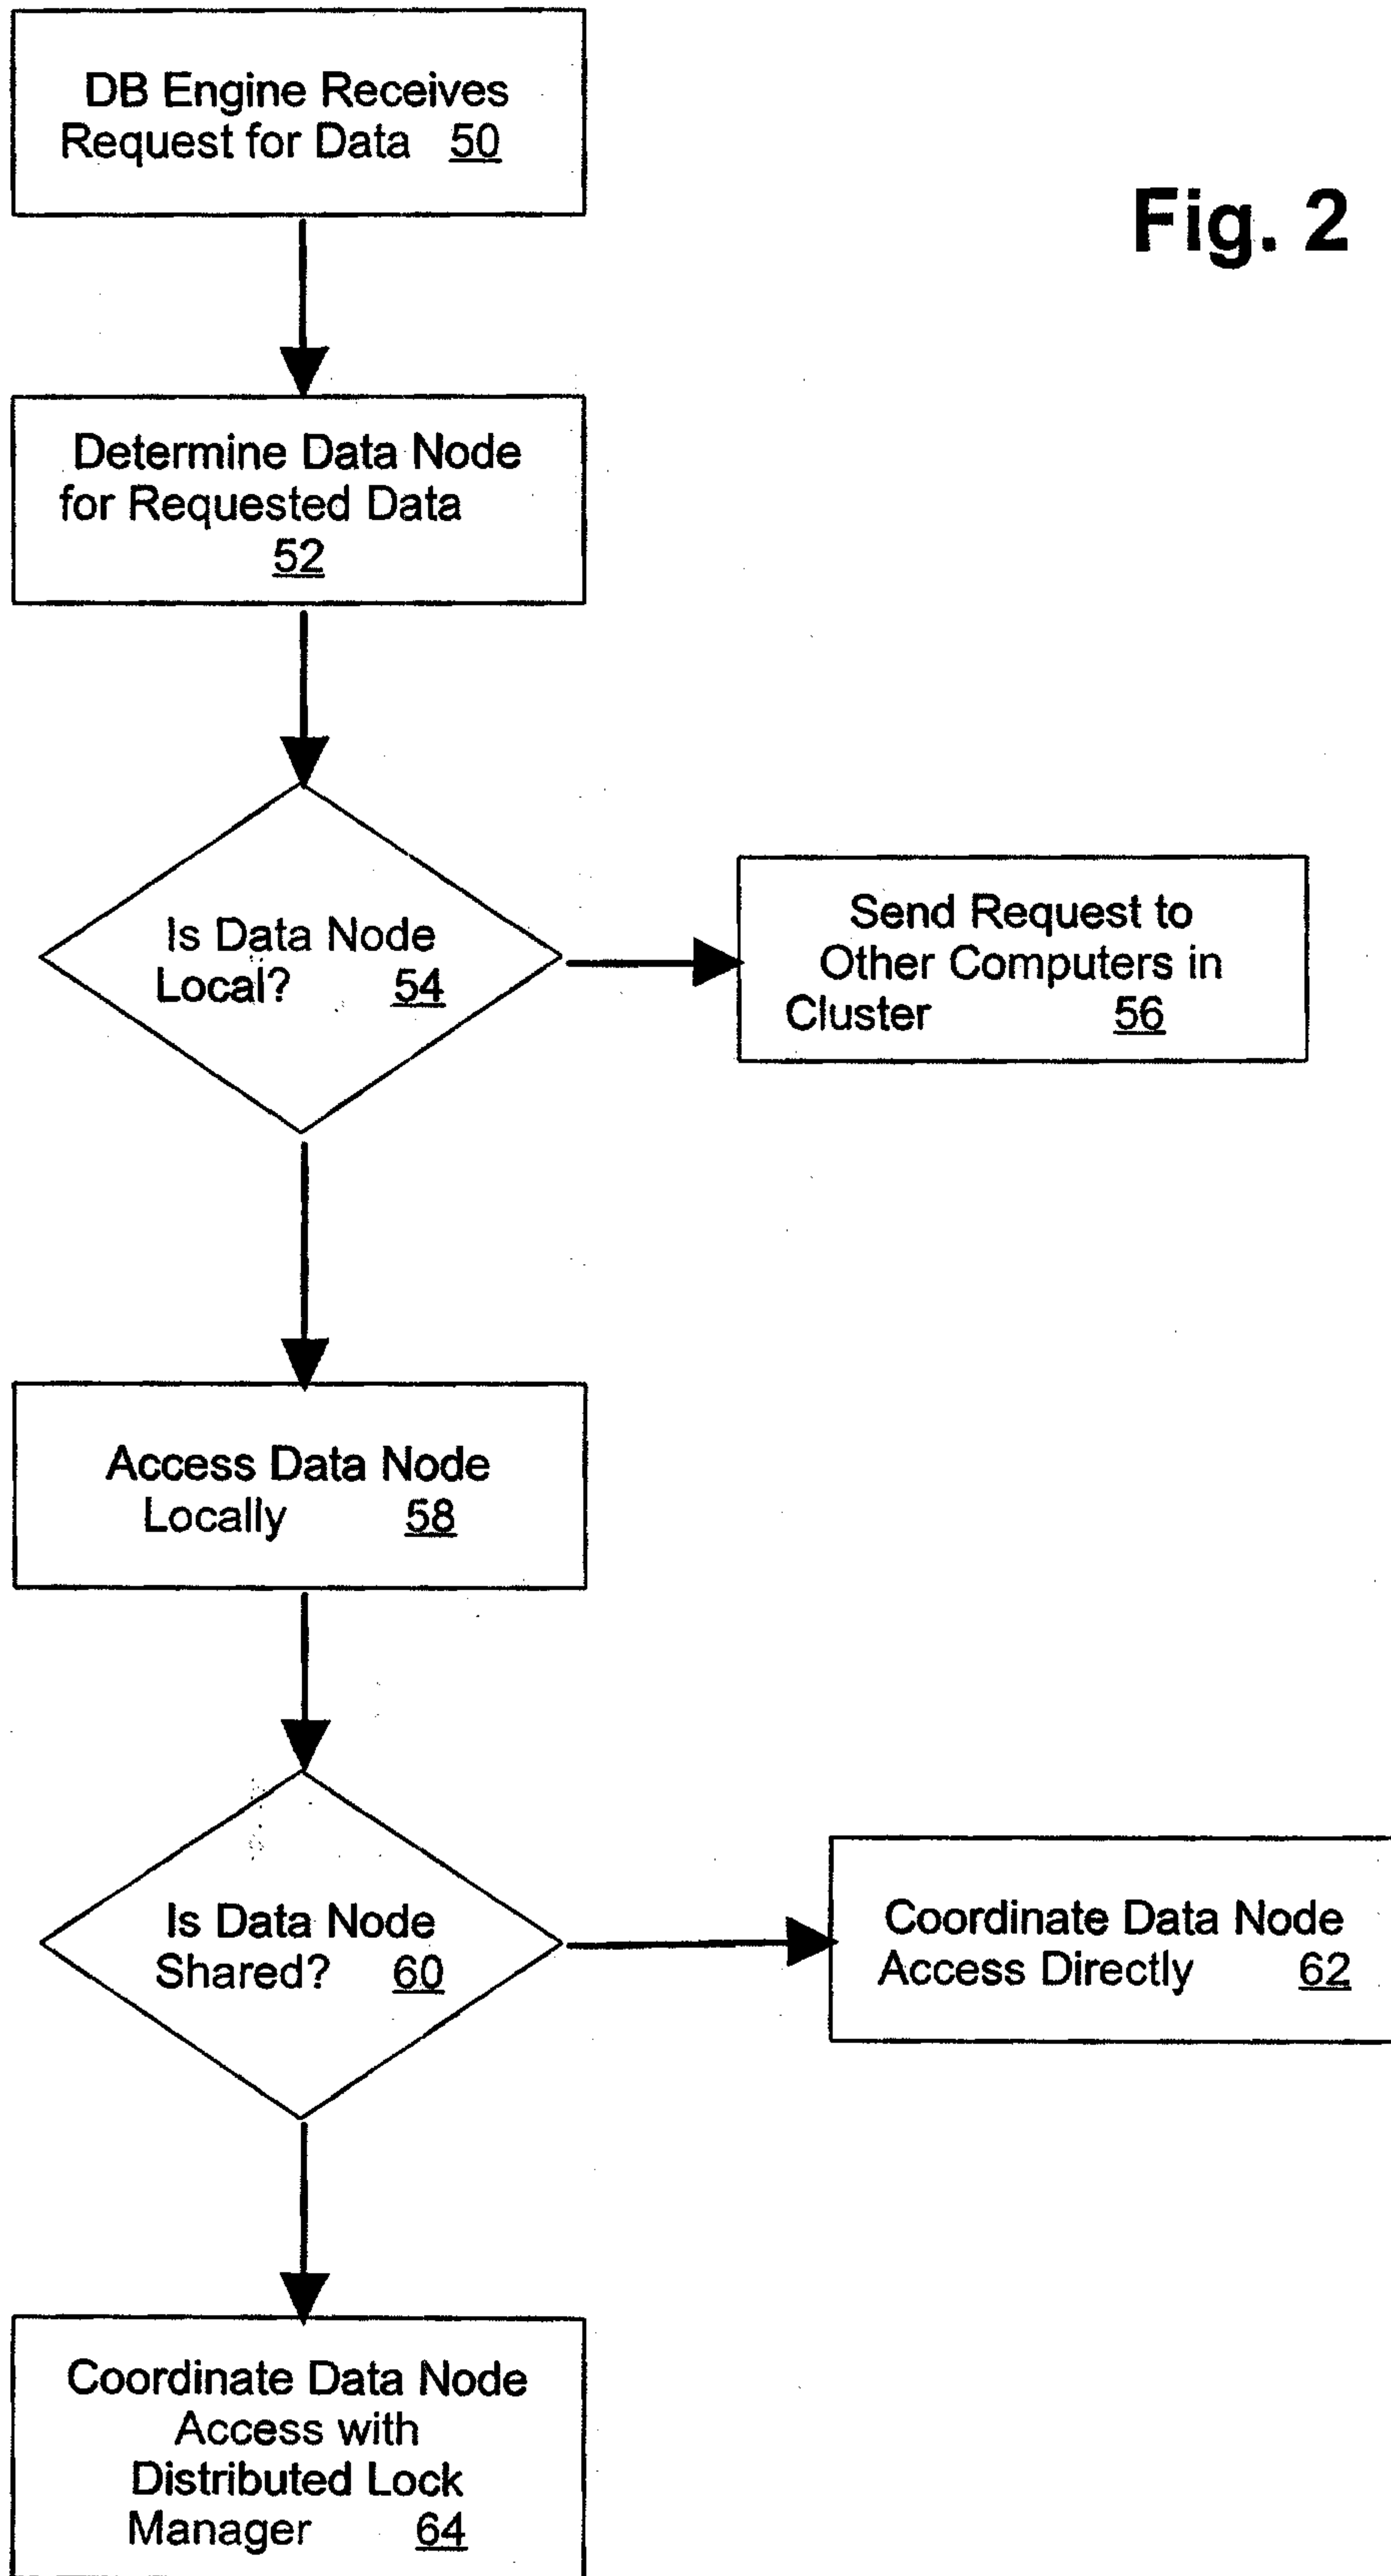 DB Engine Receives
Request for Data 50
Fig. 2
Determine Data Node
for Requested Data
52
Is Data Node
Local? 54
Send Request to
Other Computers in
Cluster 56
Access Data Node
Locally 58
Is Data Node
Shared? 60
Coordinate Data Node
Access Directly 62
Coordinate Data Node
Access with
Distributed Lock
Manager 64